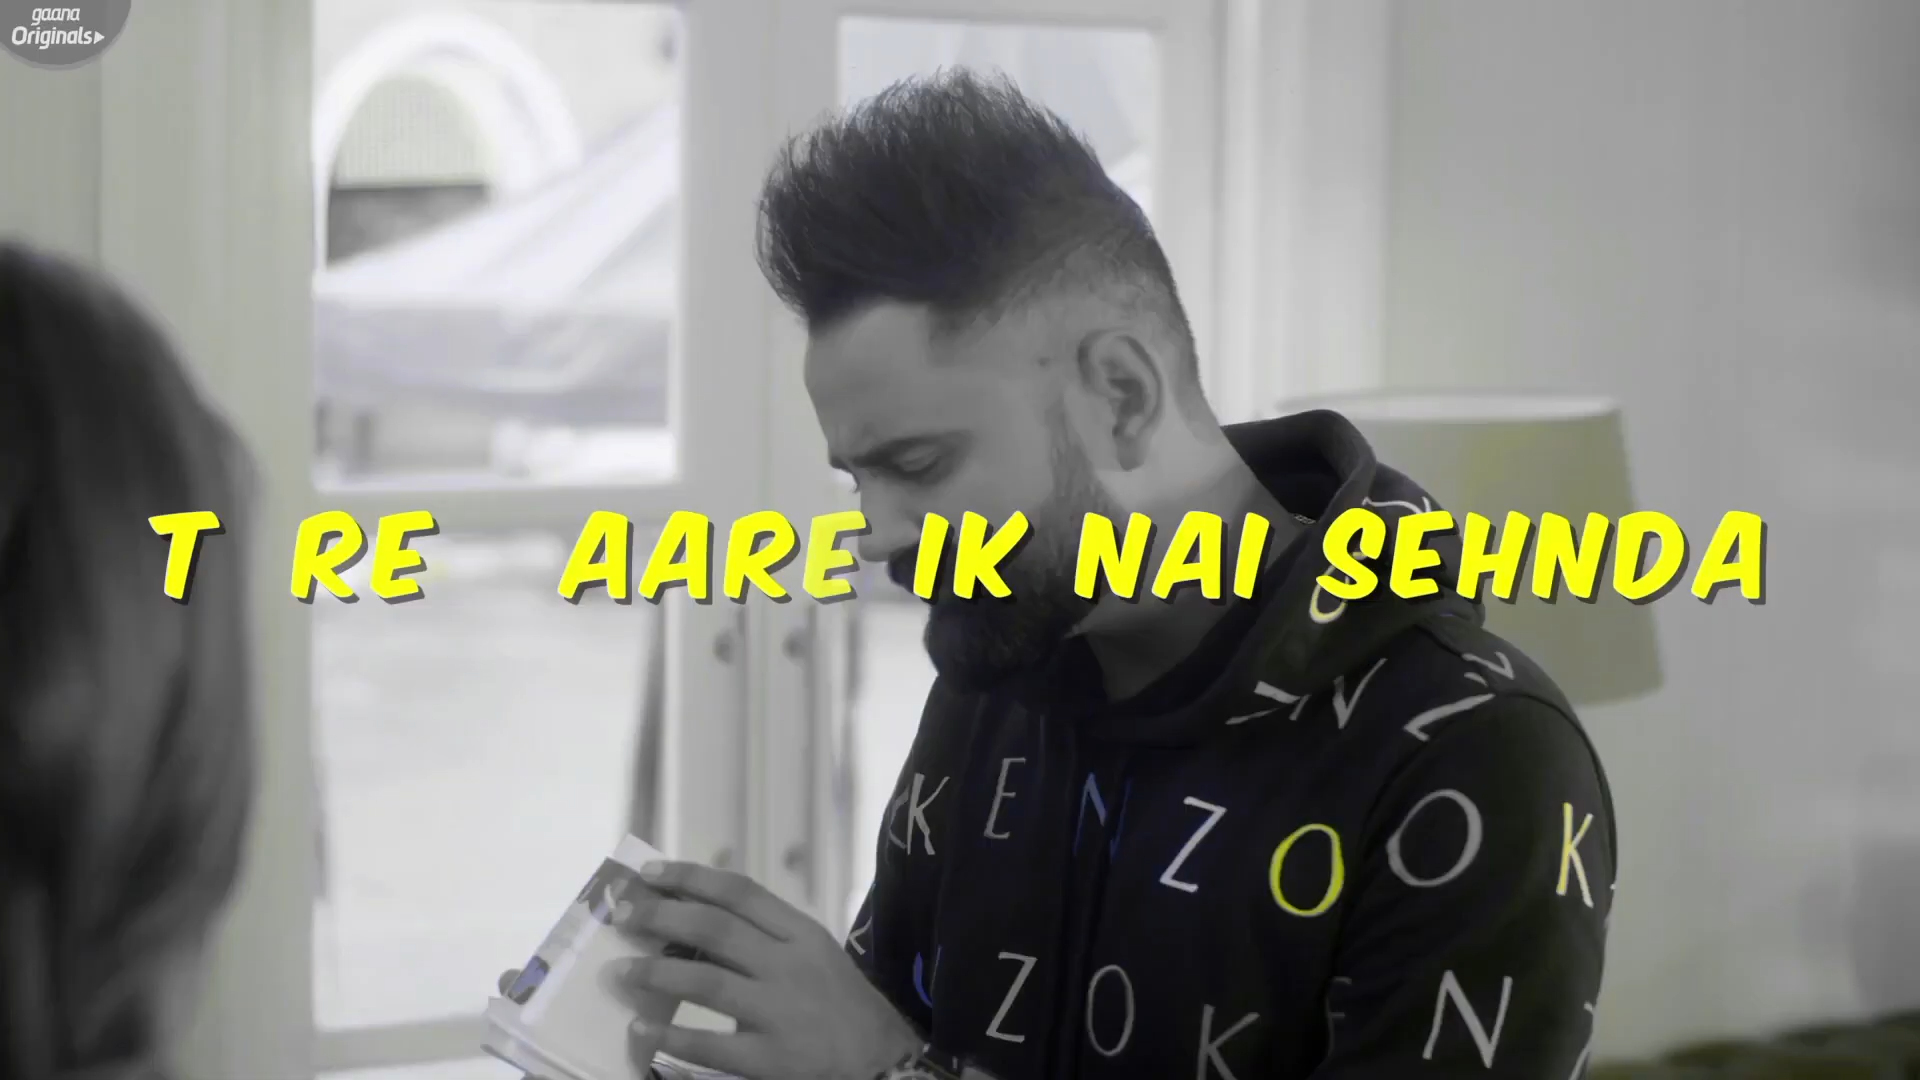 gaana
Originals
T RE AARE IK NAI SEHNDA
K E N Z O O K
Z O K E N Z